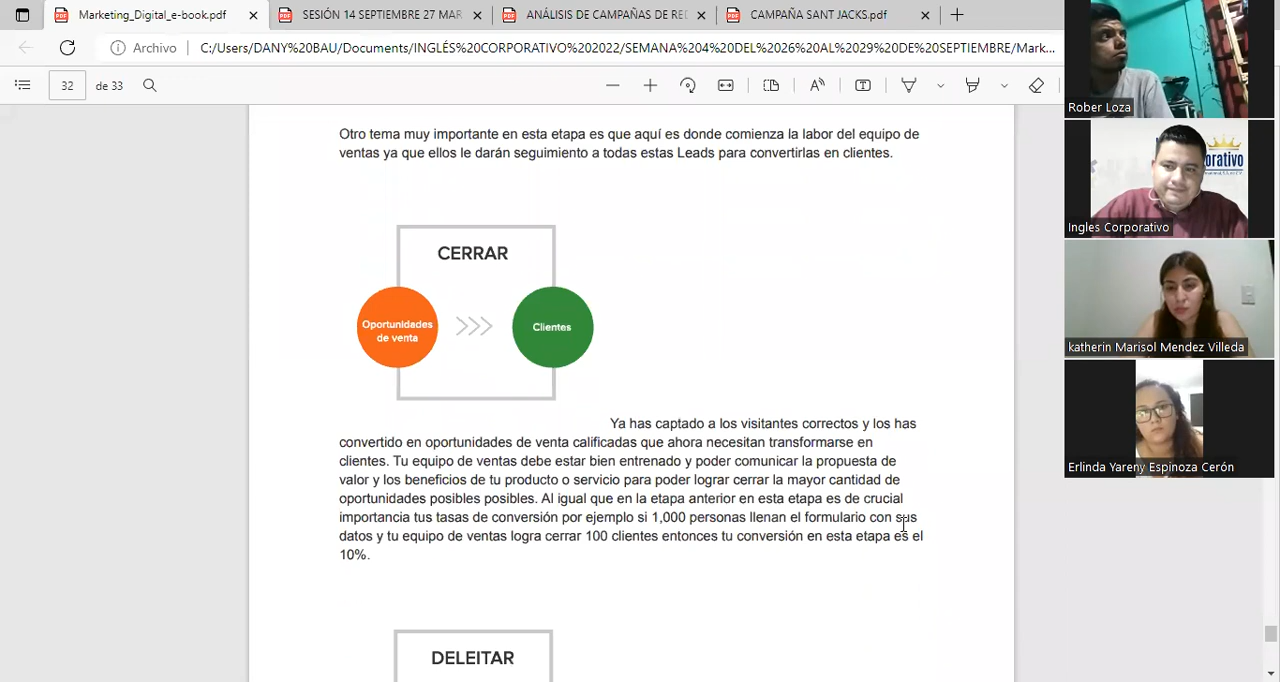 Marketing_Digital_e-book.pdf
SESIÓN 14 SEPTIEMBRE 27 MAR
ANÁLISIS DE CAMPAÑAS DE RED
CAMPAÑA SANT JACKS.pdf
Archivo
C:/Users/DANY%20BAU/Documents/INGLÉS%20CORPORATIVO%202022/SEMANA%204%20DEL%2026%20AL%2029%20DE%20SEPTIEMBRE/Mark...
32
de 33
Otro tema muy importante en esta etapa es que aquí es donde comienza la labor del equipo de
ventas ya que ellos le darán seguimiento a todas estas Leads para convertirlas en clientes.
CERRAR
Oportunidades
de venta
Clientes
Ya has captado a los visitantes correctos y los has
convertido en oportunidades de venta calificadas que ahora necesitan transformarse en
clientes. Tu equipo de ventas debe estar bien entrenado y poder comunicar la propuesta de
valor y los beneficios de tu producto o servicio para poder lograr cerrar la mayor cantidad de
oportunidades posibles posibles. Al igual que en la etapa anterior en esta etapa es de crucial
importancia tus tasas de conversión por ejemplo si 1,000 personas llenan el formulario con sus
datos y tu equipo de ventas logra cerrar 100 clientes entonces tu conversión en esta etapa es el
10%.
DELEITAR
Rober Loza
orativo
Ingles Corporativo
katherin Marisol Mendez Villeda
Erlinda Yareny Espinoza Cerón